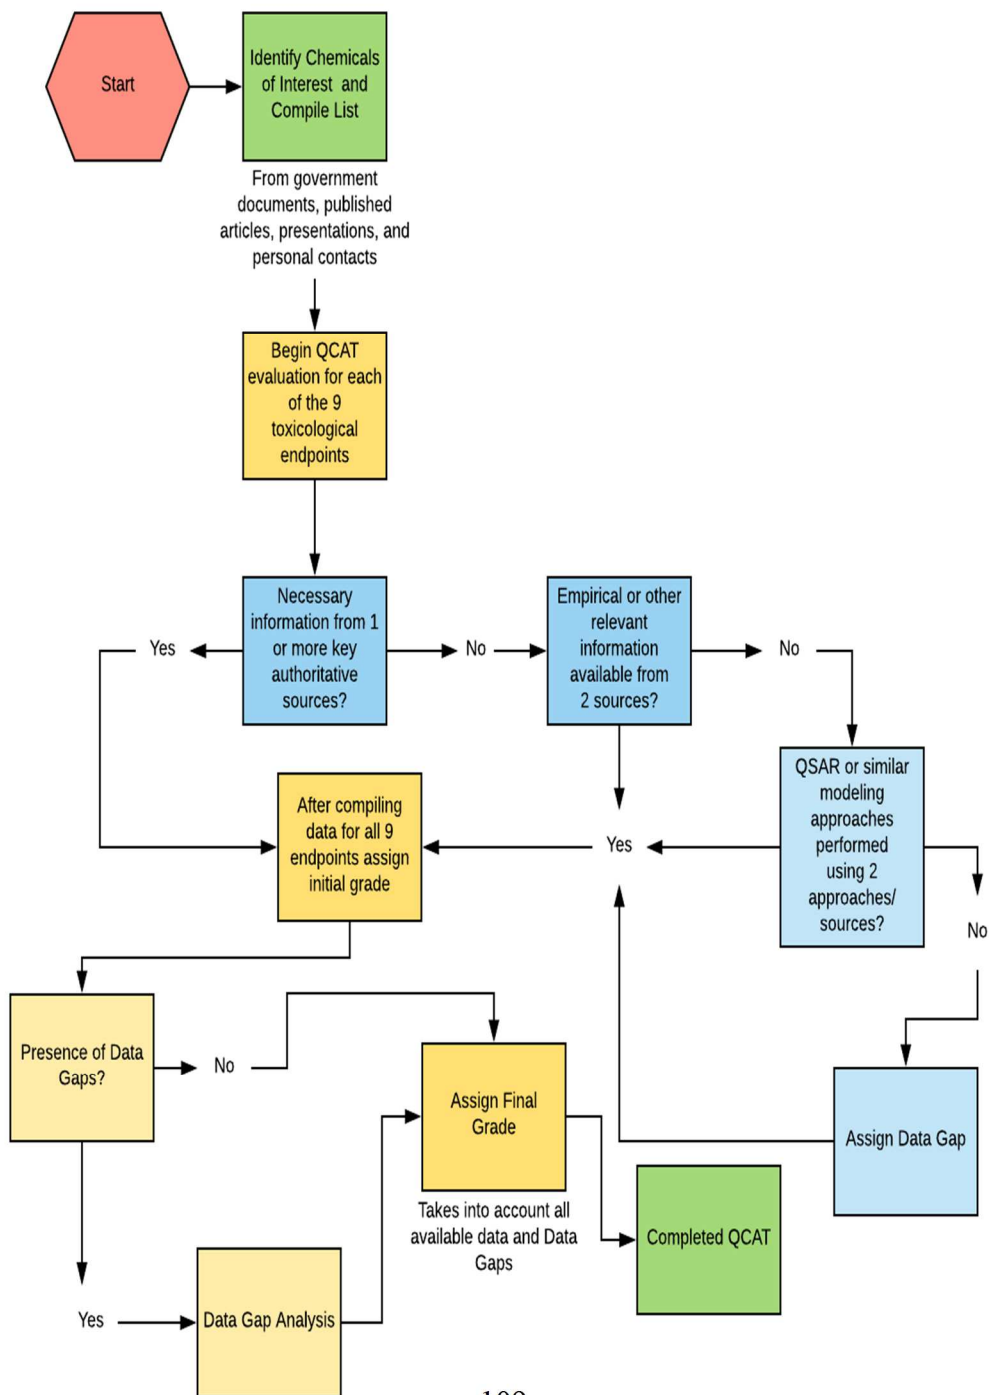 Start
Identify Chemicals
of Interest and
Compile List
From government
documents, published
articles, presentations, and
personal contacts
Begin QCAT
evaluation for each
of the 9
toxicological
endpoints
Necessary
information from 1
or more key
authoritative
sources?
Yes
No
Empirical or other
relevant
information
available from
2 sources?
No
QSAR or similar
modeling
approaches
performed
using 2
approaches/
sources?
After compiling
data for all 9
endpoints assign
initial grade
Yes
No
Presence of Data
Gaps?
No
Assign Final
Grade
Takes into account all
available data and Data
Gaps
Assign Data Gap
Completed QCAT
Yes
Data Gap Analysis